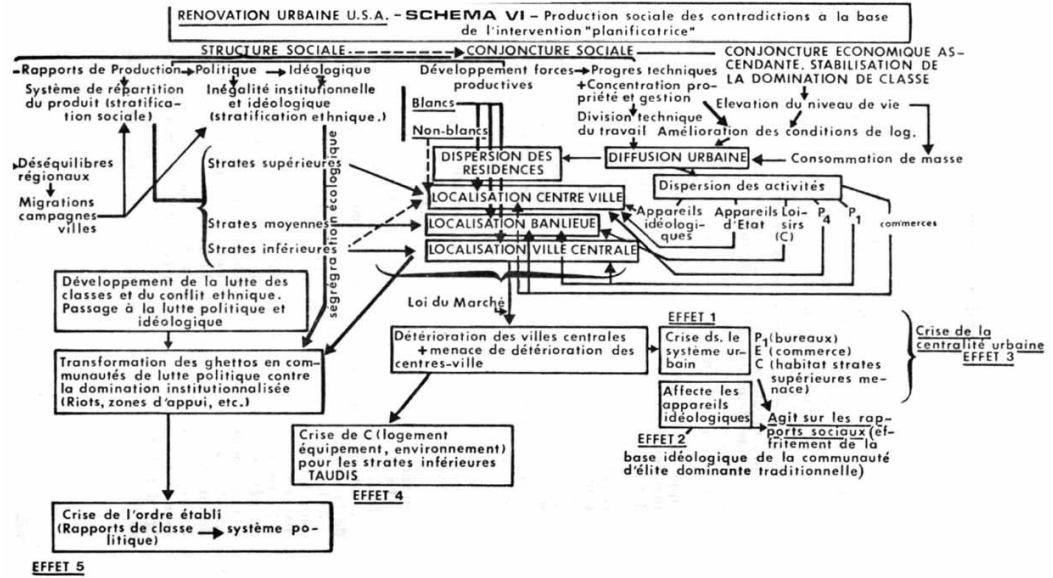 RENOVATION URBAINE U.S.A. - SCHEMA VI - Production sociale des contradictions à la base
de l'intervention "planificatrice"
STRUCTURE SOCIALE
CONJONCTURE SOCIALE
CONJONCTURE ECONOMIQUE AS-
CENDANTE. STABILISATION DE
LA DOMINATION DE CLASSE
Rapports de Production
Politique
Idéologique
Système de répartition
du produit (stratifica-
tion sociale)
Inégalité institutionnelle
et idéologique
(stratification ethnique.)
Développement forces
productives
Progres techniques
+Concentration pro-
priété et gestion
Division technique
du travail
Elevation du niveau de vie
Amélioration des conditions de log.
Blancs
Non-blancs
DISPERSION DES
RESIDENCES
DIFFUSION URBAINE
Consommation de masse
Déséquilibres
régionaux
Migrations
campagnes
villes
Strates supérieures
Strates moyennes
Strates inférieures
ségrégation écologique
LOCALISATION CENTRE VILLE
LOCALISATION BANLIEUE
LOCALISATION VILLE CENTRALE
Dispersion des activités
Appareils
idéologi-
ques
Appareils
d'Etat
Loi-
sirs
(C)
P4
P1
commerces
Développement de la lutte des
classes et du conflit ethnique.
Passage à la lutte politique et
idéologique
Loi du Marché
Détérioration des villes centrales
+menace de détérioration des
centres-ville
EFFET 1
Crise ds. le
système ur-
bain
P1(bureaux)
E (commerce)
C (habitat strates
supérieures me-
nace)
Crise de la
centralité urbaine
EFFET 3
Transformation des ghettos en com-
munautés de lutte politique contre
la domination institutionnalisée
(Riots, zones d'appui, etc.)
Affecte les
appareils
idéologiques
EFFET 2
Agit sur les rap-
ports sociaux(ef-
fritement de la
base idéologique de la communauté
d'élite dominante traditionnelle)
Crise de C(logement
équipement, environnement)
pour les strates inférieures
TAUDIS
EFFET 4
Crise de l'ordre établi
(Rapports de classe
système po-
litique)
EFFET 5